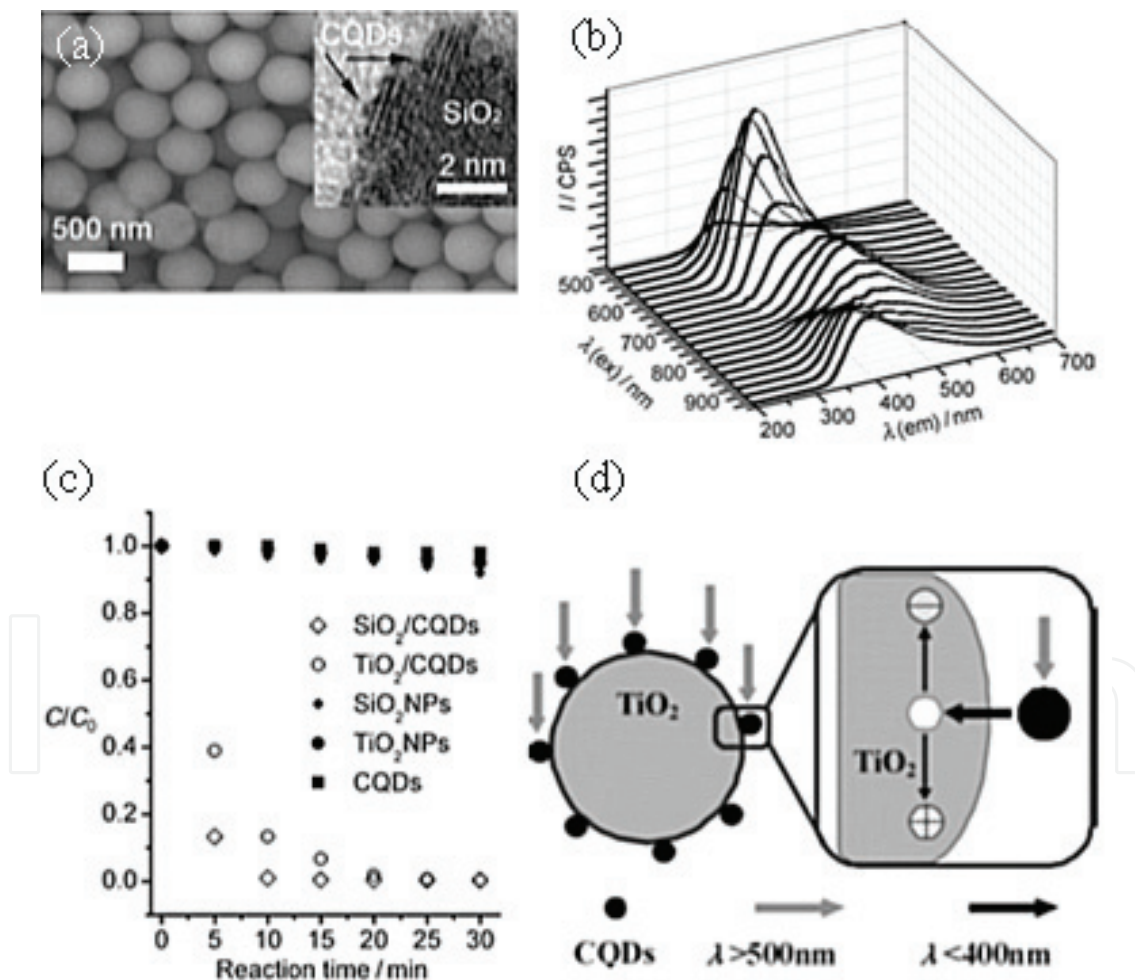 (a)
CQDs
SiO₂
2 nm
500 nm
(b)
I / CPS
500
600
700
800
900
λ(ex) / nm
200
300
400
500
600
700
λ(em) / nm
(c)
1.0
0.8
0.6
0.4
0.2
0.0
C/C₀
SiO₂/CQDs
TiO₂/CQDs
SiO₂NPs
TiO₂NPs
CQDs
0 5 10 15 20 25 30
Reaction time / min
(d)
TiO₂
TiO₂
CQDs λ>500nm λ<400nm